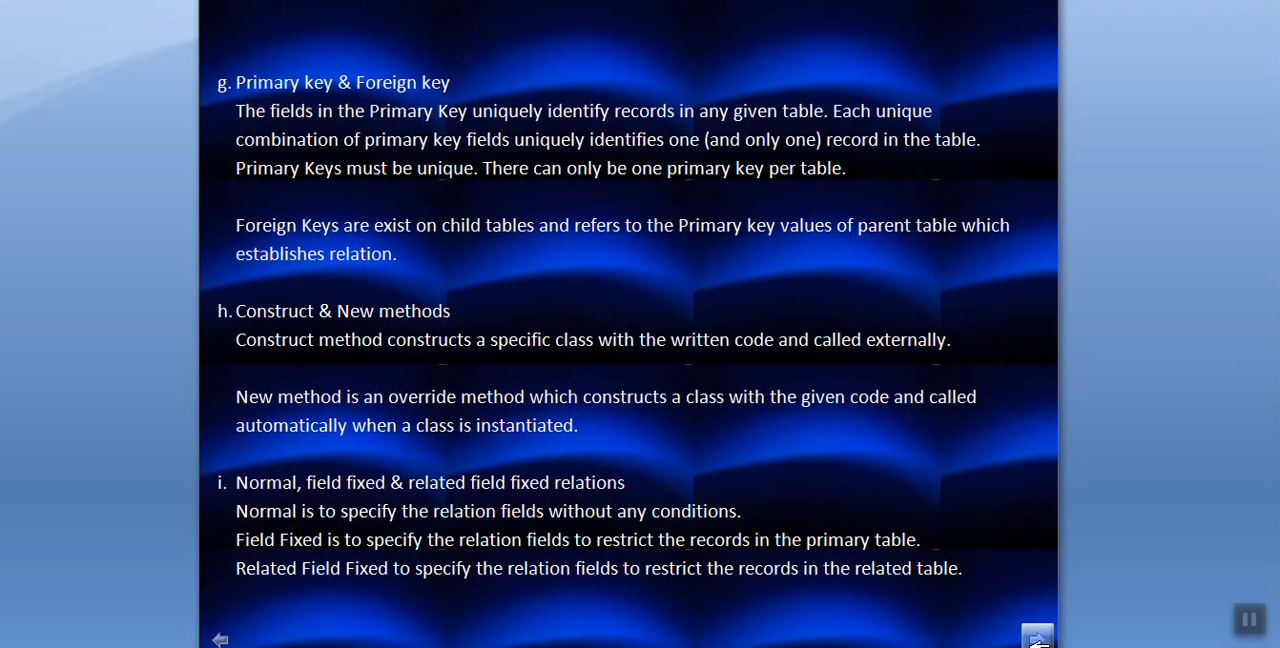 g. Primary key & Foreign key
The fields in the Primary Key uniquely identify records in any given table. Each unique
combination of primary key fields uniquely identifies one (and only one) record in the table.
Primary Keys must be unique. There can only be one primary key per table.
Foreign Keys are exist on child tables and refers to the Primary key values of parent table which
establishes relation.
h. Construct & New methods
Construct method constructs a specific class with the written code and called externally.
New method is an override method which constructs a class with the given code and called
automatically when a class is instantiated.
i. Normal, field fixed & related field fixed relations
Normal is to specify the relation fields without any conditions.
Field Fixed is to specify the relation fields to restrict the records in the primary table.
Related Field Fixed to specify the relation fields to restrict the records in the related table.